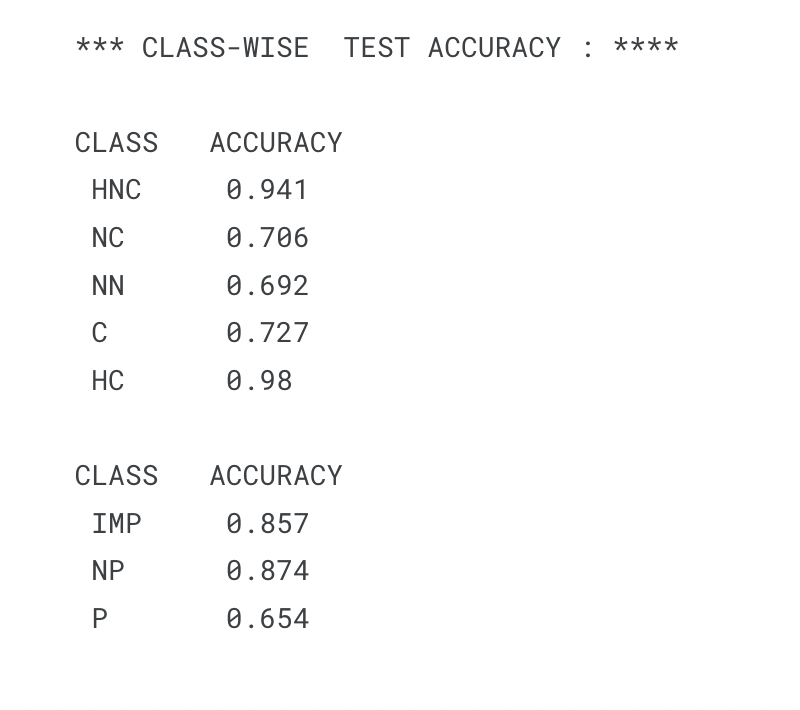 *** CLASS-WISE  TEST ACCURACY : ****
CLASS   ACCURACY
HNC     0.941
NC      0.706
NN      0.692
C       0.727
HC      0.98
CLASS   ACCURACY
IMP     0.857
NP      0.874
P       0.654